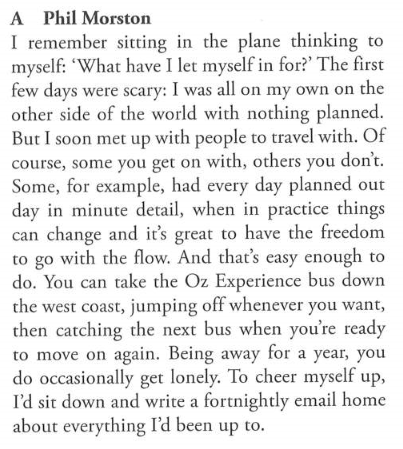 A Phil Morston
I remember sitting in the plane thinking to
myself: ‘What have I let myself in for?’ The first
few days were scary: I was all on my own on the
other side of the world with nothing planned.
But I soon met up with people to travel with. Of
course, some you get on with, others you don’t.
Some, for example, had every day planned out
day in minute detail, when in practice things
can change and it’s great to have the freedom
to go with the flow. And that’s easy enough to
do. You can take the Oz Experience bus down
the west coast, jumping off whenever you want,
then catching the next bus when you’re ready
to move on again. Being away for a year, you
do occasionally get lonely. To cheer myself up,
I’d sit down and write a fortnightly email home
about everything I’d been up to.